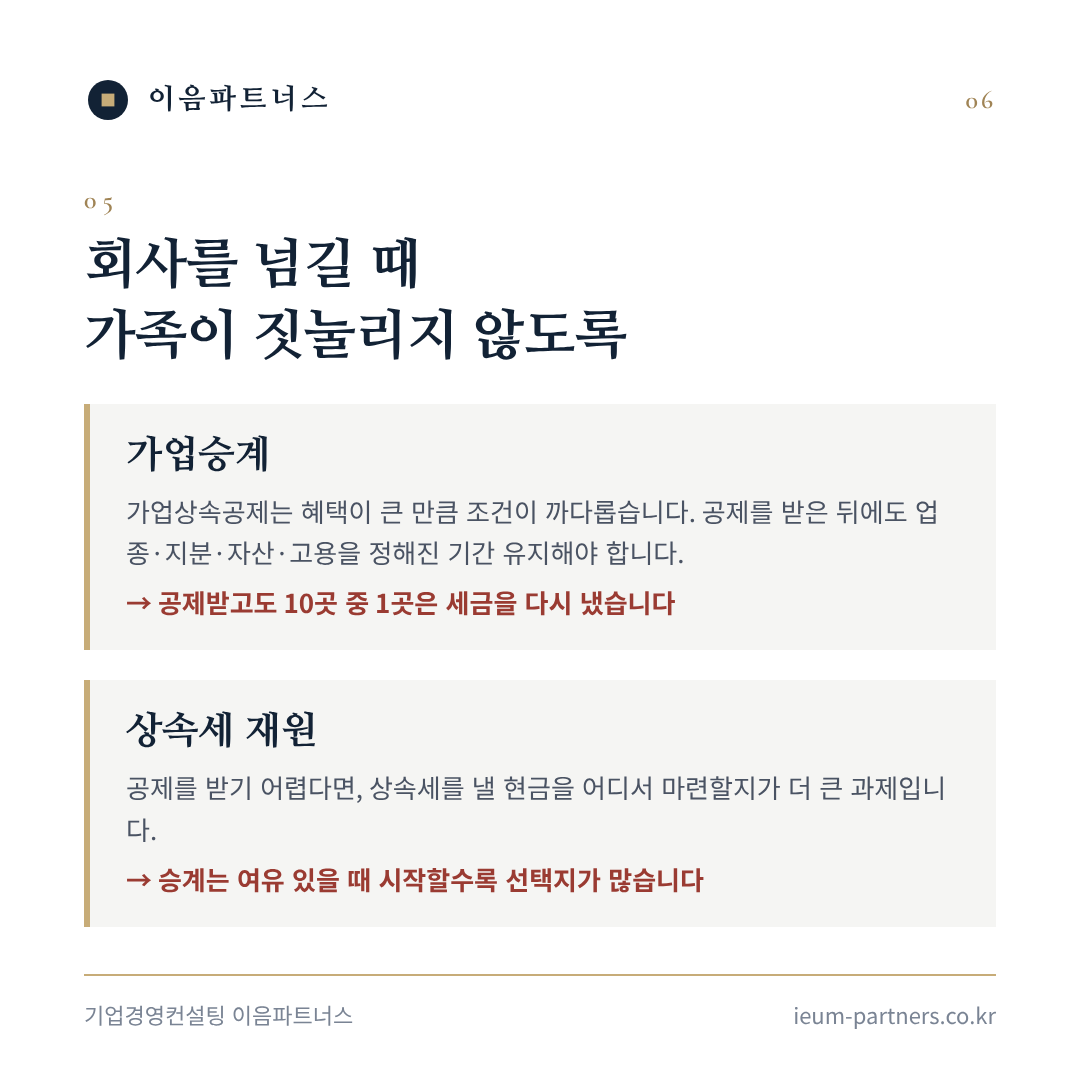 이음파트너스
06
05
회사를 넘길 때
가족이 짓눌리지 않도록
가업승계
가업상속공제는 혜택이 큰 만큼 조건이 까다롭습니다. 공제를 받은 뒤에도 업
종·지분·자산·고용을 정해진 기간 유지해야 합니다.
→ 공제받고도 10곳 중 1곳은 세금을 다시 냈습니다
상속세 재원
공제를 받기 어렵다면, 상속세를 낼 현금을 어디서 마련할지가 더 큰 과제입니
다.
→ 승계는 여유 있을 때 시작할수록 선택지가 많습니다
기업경영컨설팅 이음파트너스
ieum-partners.co.kr